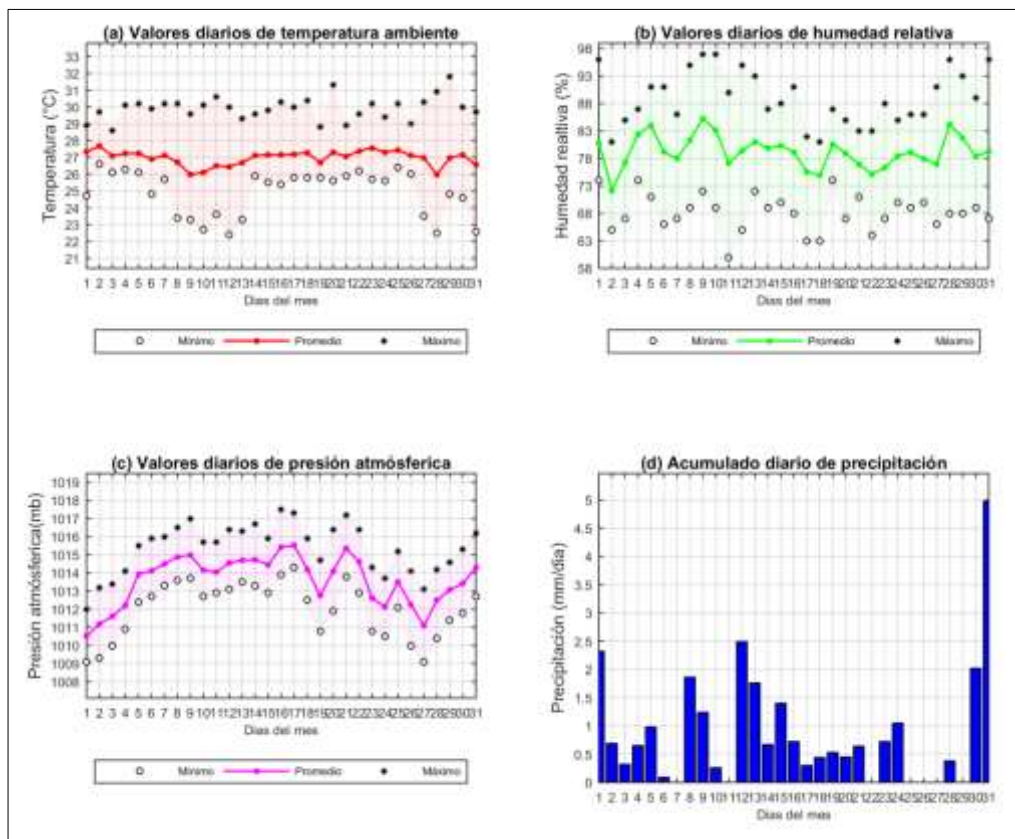 (a) Valores diarios de temperatura ambiente
Temperatura (°C)
33
32
31
30
29
28
27
26
25
24
23
22
21
1 2 3 4 5 6 7 8 9 10 11 12 13 14 15 16 17 18 19 20 21 22 23 24 25 26 27 28 29 30 31
Dias del mes
Mínimo Promedio Máximo
(b) Valores diarios de humedad relativa
Humedad realtiva (%)
98
93
88
83
78
73
68
63
58
1 2 3 4 5 6 7 8 9 10 11 12 13 14 15 16 17 18 19 20 21 22 23 24 25 26 27 28 29 30 31
Dias del mes
Mínimo Promedio Máximo
(c) Valores diarios de presión atmósferica
Presión atmósferica(mb)
1019
1018
1017
1016
1015
1014
1013
1012
1011
1010
1009
1008
1 2 3 4 5 6 7 8 9 10 11 12 13 14 15 16 17 18 19 20 21 22 23 24 25 26 27 28 29 30 31
Dias del mes
Mínimo Promedio Máximo
(d) Acumulado diario de precipitación
Precipitación (mm/dia)
5
4.5
4
3.5
3
2.5
2
1.5
1
0.5
0
1 2 3 4 5 6 7 8 9 10 11 12 13 14 15 16 17 18 19 20 21 22 23 24 25 26 27 28 29 30 31
Dias del mes